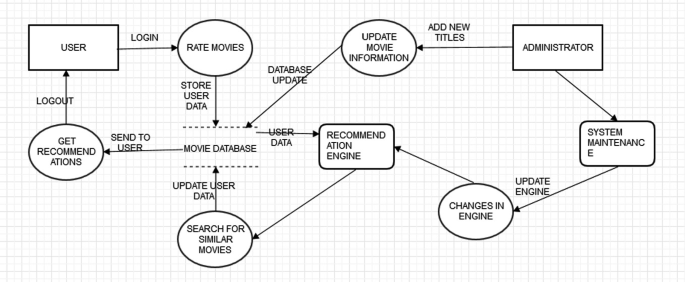 USER
LOGIN
RATE MOVIES
UPDATE
MOVIE
INFORMATION
ADD NEW
TITLES
ADMINISTRATOR
DATABASE
UPDATE
STORE
USER
DATA
LOGOUT
GET
RECOMMEND
ATIONS
SEND TO
USER
MOVIE DATABASE
USER
DATA
RECOMMEND
ATION
ENGINE
SYSTEM
MAINTENANC
E
UPDATE USER
DATA
UPDATE
ENGINE
CHANGES IN
ENGINE
SEARCH FOR
SIMILAR
MOVIES